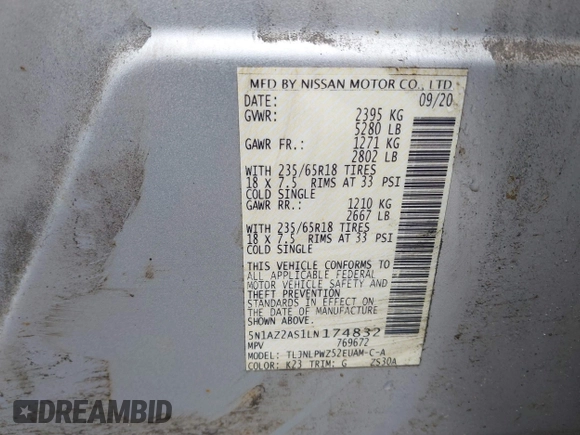 MFD BY NISSAN MOTOR CO., LTD.
DATE: 09/20
GVWR: 2395 KG
5280 LB
GAWR FR.: 1271 KG
2802 LB
WITH 235/65R18 TIRES
18 X 7.5 RIMS AT 33 PSI
COLD SINGLE
GAWR RR.: 1210 KG
2667 LB
WITH 235/65R18 TIRES
18 X 7.5 RIMS AT 33 PSI
COLD SINGLE
THIS VEHICLE CONFORMS TO
ALL APPLICABLE FEDERAL
MOTOR VEHICLE SAFETY AND
THEFT PREVENTION
STANDARDS IN EFFECT ON
THE DATE OF MANUFACTURE
SHOWN ABOVE.
5N1AZ2AS1LN174832
MPV 769672
MODEL: TL3NLPWZ52EUAM-C-A
COLOR: K23 TRIM: G ZS30A
DREAMBID
dreambid.com